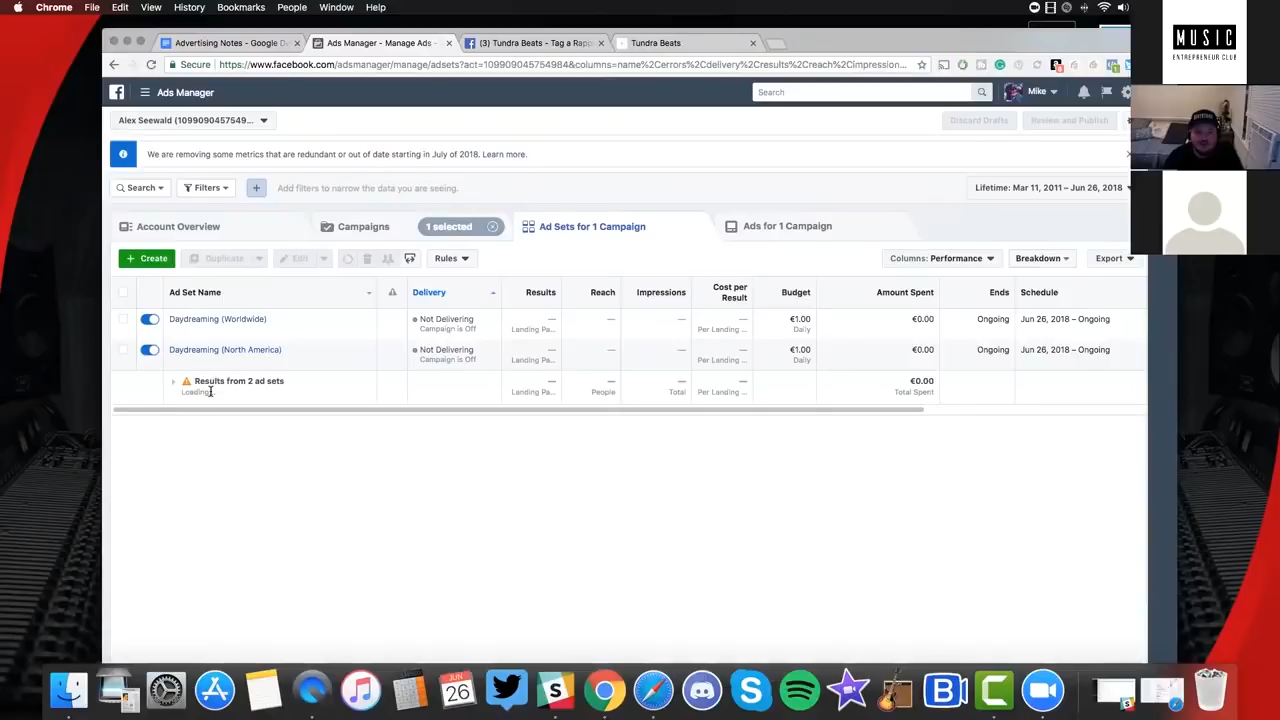 Chrome File Edit View History Bookmarks People Window Help
MUSIC
ENTREPRENEUR CLUB
Advertising Notes - Google D
Ads Manager - Manage Ads -
(3) Tundra Beats - Tag a Rapp
Tundra Beats
Secure https://www.facebook.com/adsmanager/manage/adsets?act=109909045754984&columns=name%2Cerrors%2Cdelivery%2Cresults%2Creach%2Cimpression...
Ads Manager
Search
Mike
Alex Seewald (1099090457549...
Discard Drafts
Review and Publish
We are removing some metrics that are redundant or out of date starting in July of 2018. Learn more.
Search
Filters
Add filters to narrow the data you are seeing.
Lifetime: Mar 11, 2011 – Jun 26, 2018
Account Overview
Campaigns
1 selected
Ad Sets for 1 Campaign
Ads for 1 Campaign
+ Create
Duplicate
Edit
Rules
Columns: Performance
Breakdown
Export
Ad Set Name
Delivery
Results
Reach
Impressions
Cost per
Result
Budget
Amount Spent
Ends
Schedule
Daydreaming (Worldwide)
Not Delivering
Campaign is Off
—
Landing Pa...
—
—
—
Per Landing ...
€1.00
Daily
€0.00
Ongoing
Jun 26, 2018 – Ongoing
Daydreaming (North America)
Not Delivering
Campaign is Off
—
Landing Pa...
—
—
—
Per Landing ...
€1.00
Daily
€0.00
Ongoing
Jun 26, 2018 – Ongoing
Results from 2 ad sets
Loading
—
Landing Pa...
—
People
—
Total
—
Per Landing ...
€0.00
Total Spent
JUN
26